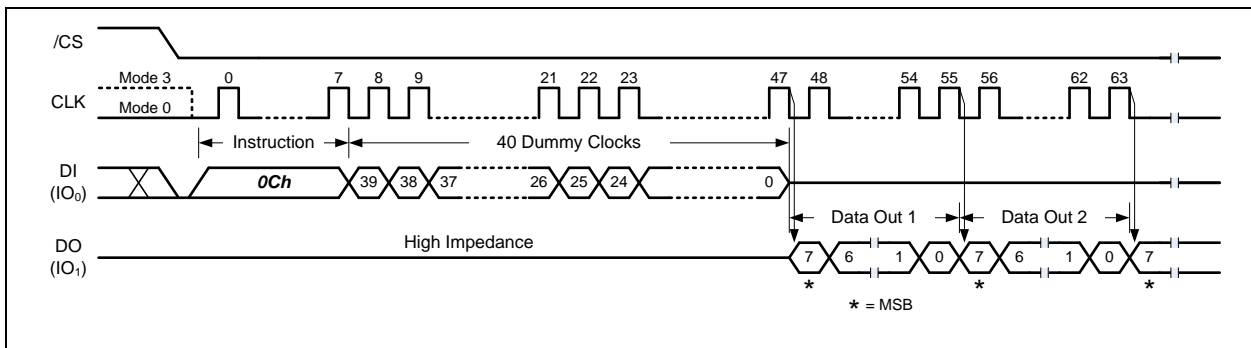 /CS
Mode 3 0 7 8 9 21 22 23 47 48 54 55 56 62 63
CLK
Mode 0
Instruction 40 Dummy Clocks
DI
(IO₀)
0Ch 39 38 37 26 25 24 0
Data Out 1 Data Out 2
DO
(IO₁)
High Impedance
7 6 1 0 7 6 1 0 7
* * *
* = MSB